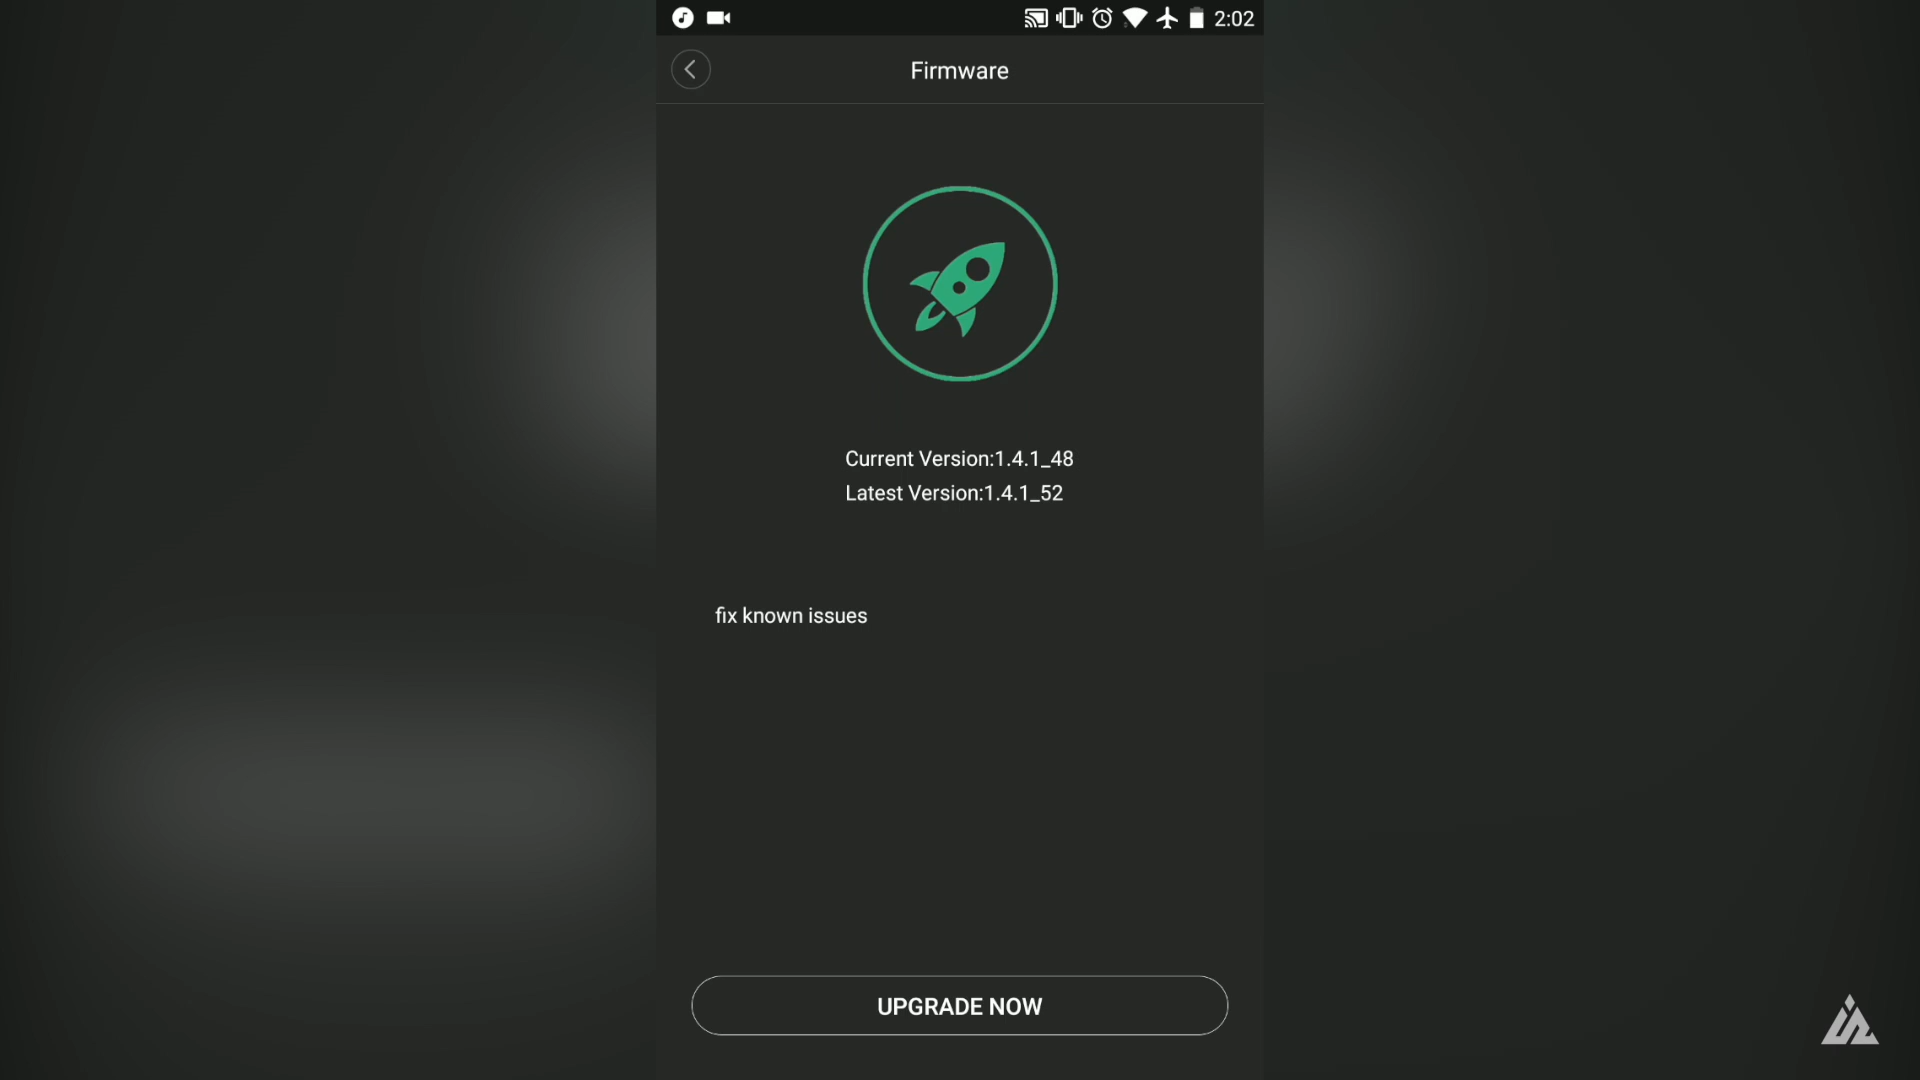 2:02
Firmware
Current Version:1.4.1_48
Latest Version:1.4.1_52
fix known issues
UPGRADE NOW